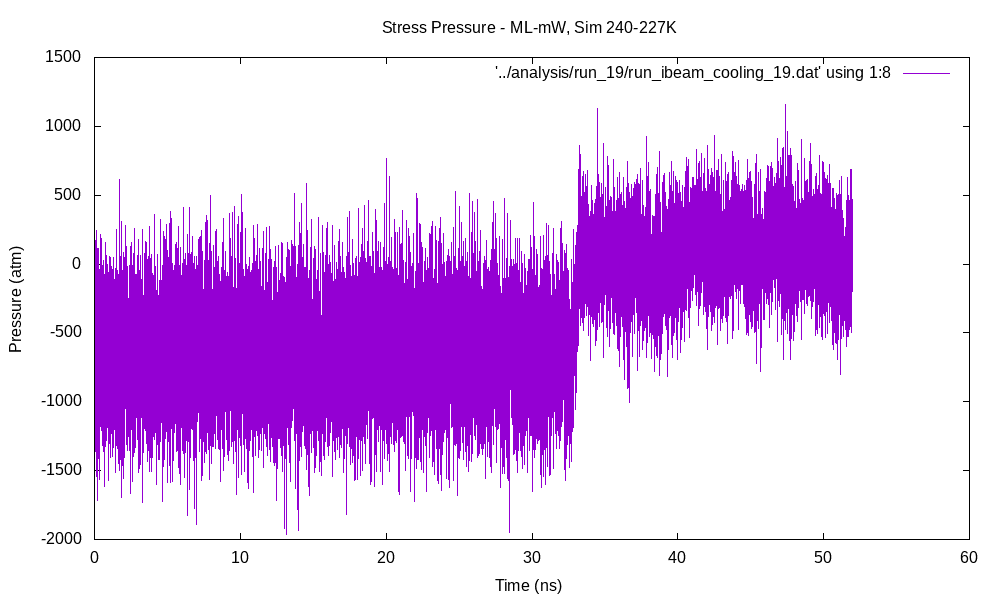 Stress Pressure - ML-mW, Sim 240-227K
'../analysis/run_19/run_ibeam_cooling_19.dat' using 1:8
1500
1000
500
0
-500
-1000
-1500
-2000
Pressure (atm)
0 10 20 30 40 50 60
Time (ns)